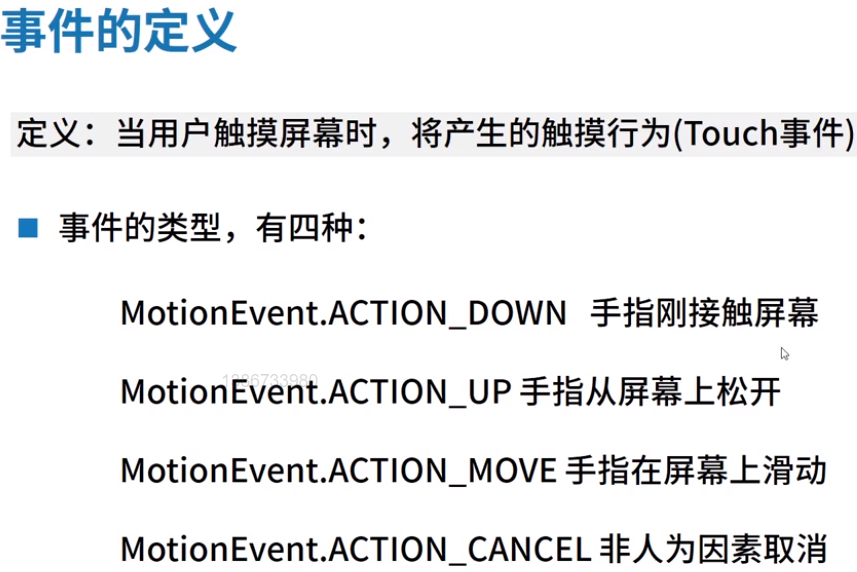 事件的定义
定义：当用户触摸屏幕时，将产生的触摸行为(Touch事件)
事件的类型，有四种：
MotionEvent.ACTION_DOWN 手指刚接触屏幕
1286733980
MotionEvent.ACTION_UP 手指从屏幕上松开
MotionEvent.ACTION_MOVE 手指在屏幕上滑动
MotionEvent.ACTION_CANCEL 非人为因素取消